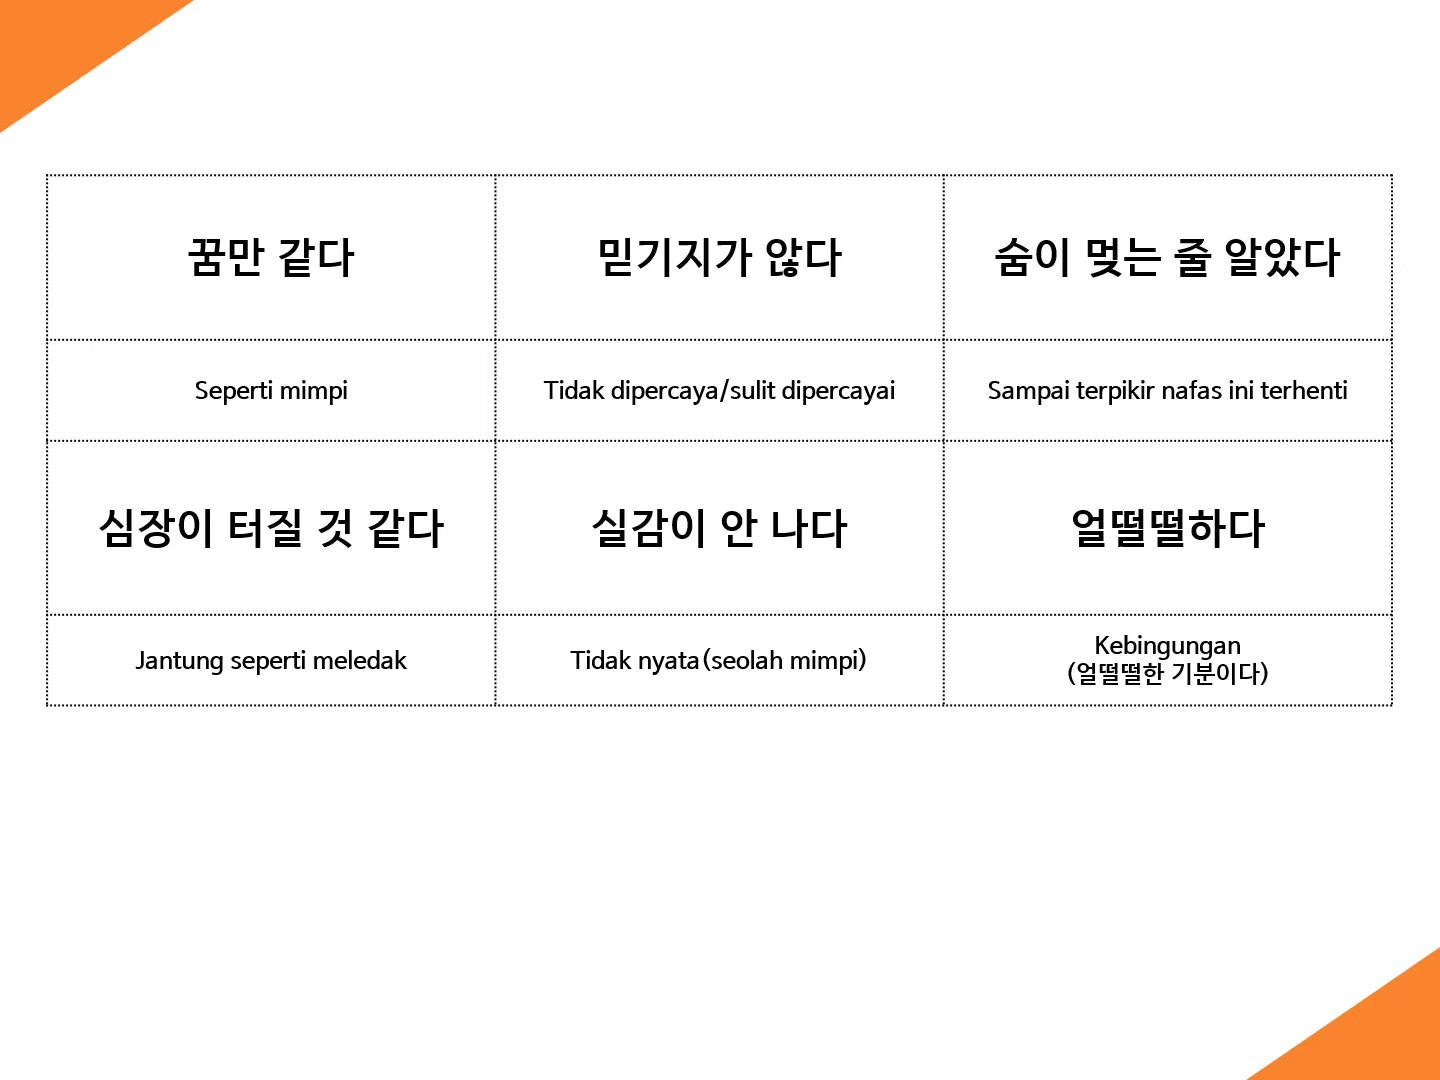 꿈만 같다
믿기지가 않다
숨이 멎는 줄 알았다
Seperti mimpi
Tidak dipercaya/sulit dipercayai
Sampai terpikir nafas ini terhenti
심장이 터질 것 같다
실감이 안 나다
얼떨떨하다
Jantung seperti meledak
Tidak nyata(seolah mimpi)
Kebingungan
(얼떨떨한 기분이다)